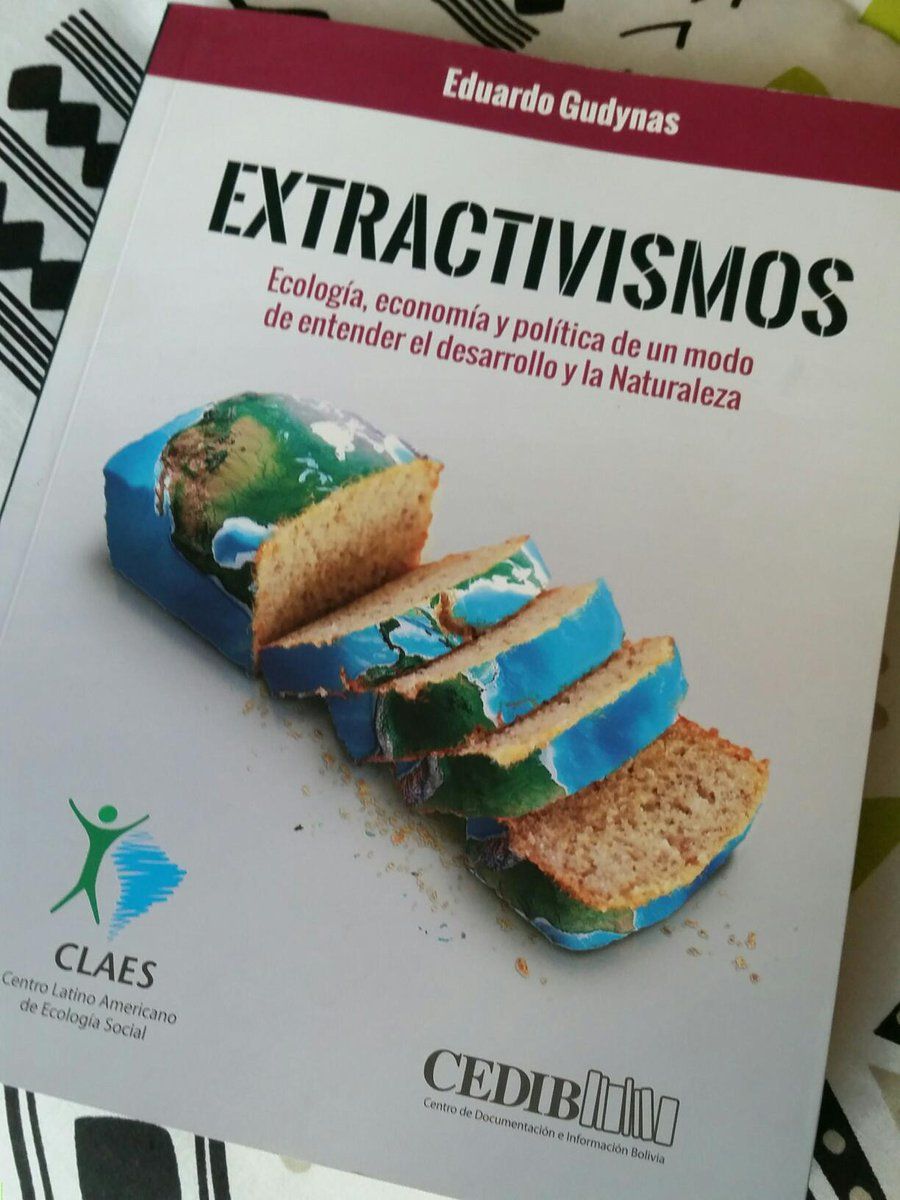 Eduardo Gudynas
EXTRACTIVISMOS
Ecología, economía y política de un modo
de entender el desarrollo y la Naturaleza
CLAES
Centro Latino Americano
de Ecología Social
CEDIB
Centro de Documentación e Información Bolivia